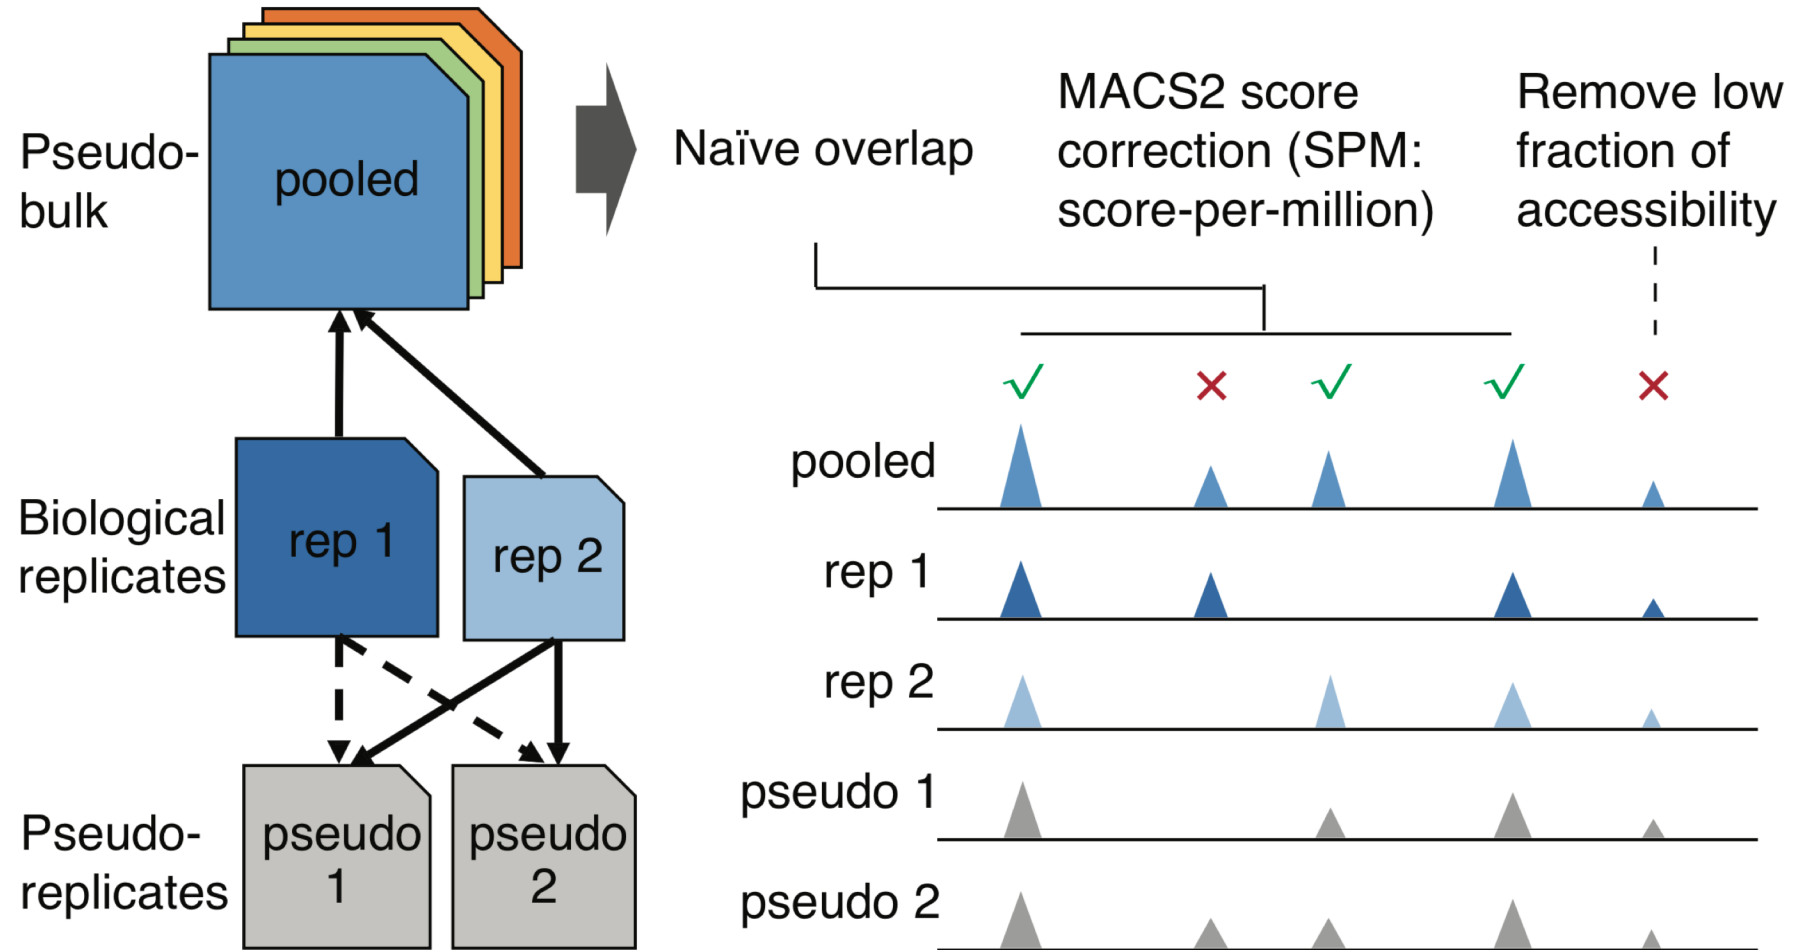 Pseudo-
bulk
pooled
Naïve overlap
MACS2 score
correction (SPM:
score-per-million)
Remove low
fraction of
accessibility
Biological
replicates
rep 1
rep 2
Pseudo-
replicates
pseudo
1
pseudo
2
pooled
rep 1
rep 2
pseudo 1
pseudo 2